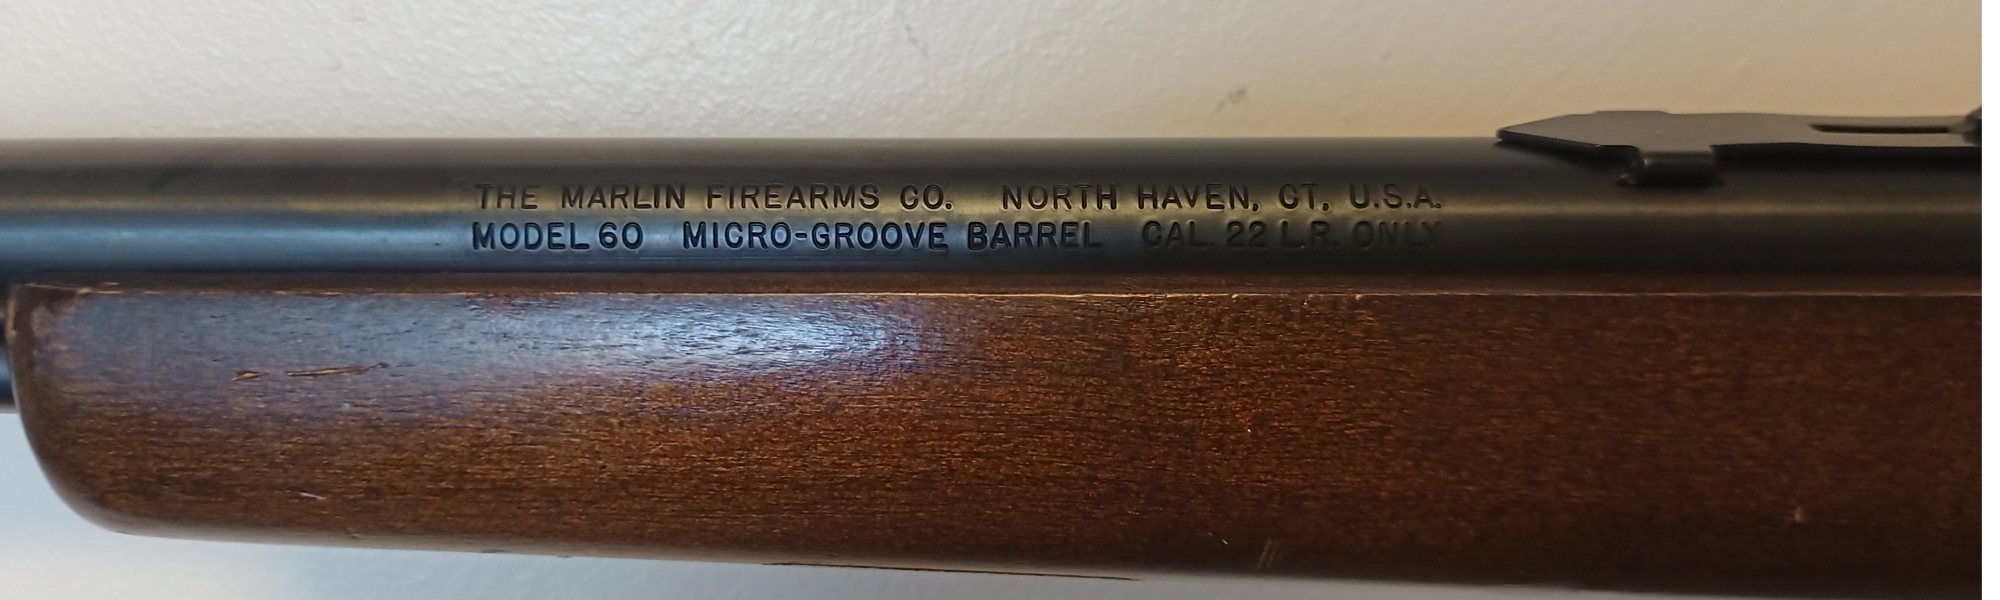 THE MARLIN FIREARMS CO. NORTH HAVEN, CT. U.S.A.
MODEL 60 MICRO-GROOVE BARREL CAL. 22 L.R. ONLY